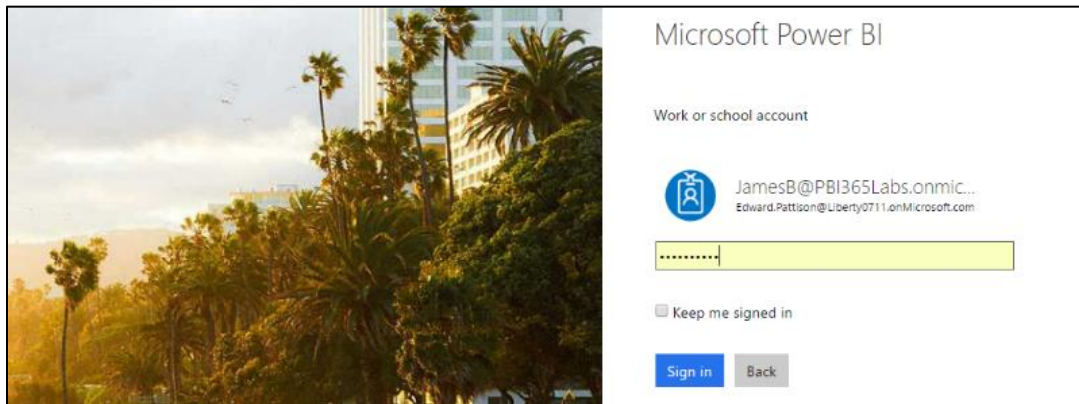 Microsoft Power BI
Work or school account
JamesB@PBI365Labs.onmic...
Edward.Pattison@Liberty0711.onMicrosoft.com
Keep me signed in
Sign in Back